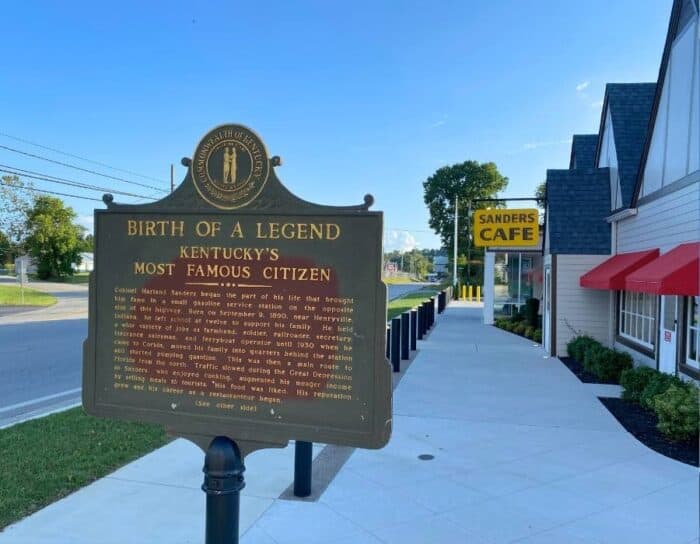 COMMONWEALTH OF KENTUCKY
BIRTH OF A LEGEND
KENTUCKY'S
MOST FAMOUS CITIZEN
Colonel Harland Sanders began the part of his life that brought
him fame in a small gasoline service station on the opposite
side of this highway. Born on September 9, 1890, near Henryville,
Indiana, he left school at twelve to support his family. He held
a wide variety of jobs as farmhand, soldier, railroader, secretary,
insurance salesman, and ferryboat operator until 1930 when he
came to Corbin, moved his family into quarters behind the station
and started pumping gasoline. This was then a main route to
Florida from the north. Traffic slowed during the Great Depression
so Sanders, who enjoyed cooking, augmented his meager income
by selling meals to tourists. His food was liked. His reputation
grew and his career as a restauranteur began.
(See other side)
SANDERS
CAFE